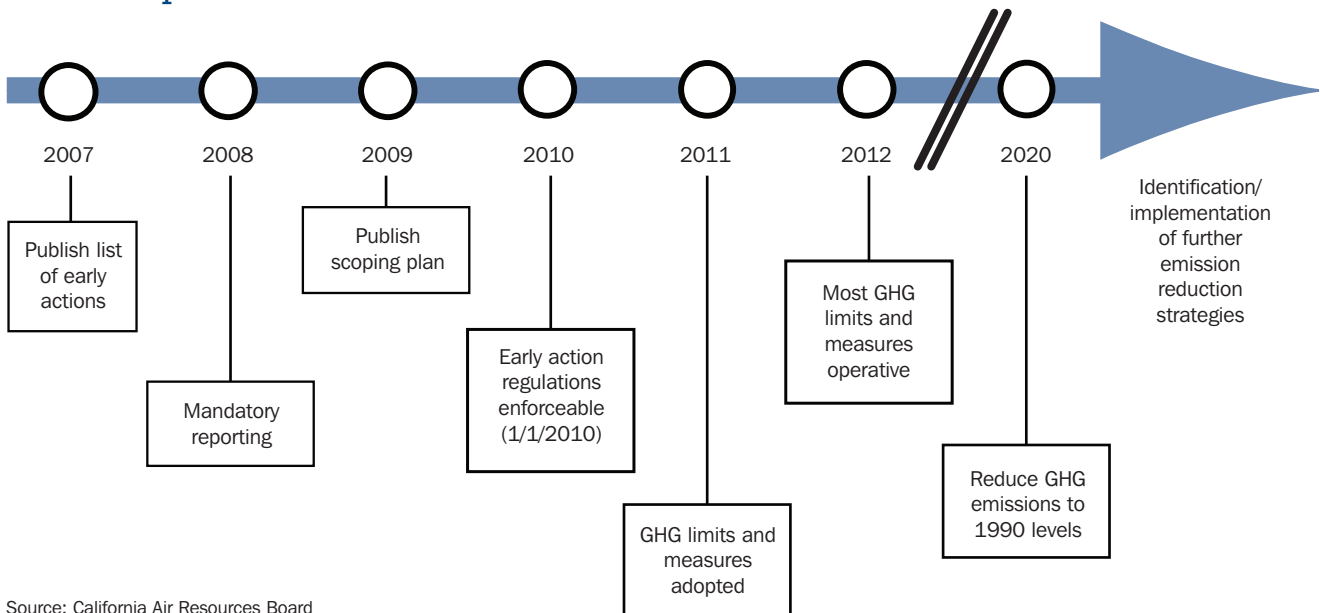 2007
2008
2009
2010
2011
2012
2020
Publish list
of early
actions
Mandatory
reporting
Publish
scoping plan
Early action
regulations
enforceable
(1/1/2010)
GHG limits and
measures
adopted
Most GHG
limits and
measures
operative
Reduce GHG
emissions to
1990 levels
Identification/
implementation
of further
emission
reduction
strategies
Source: California Air Resources Board